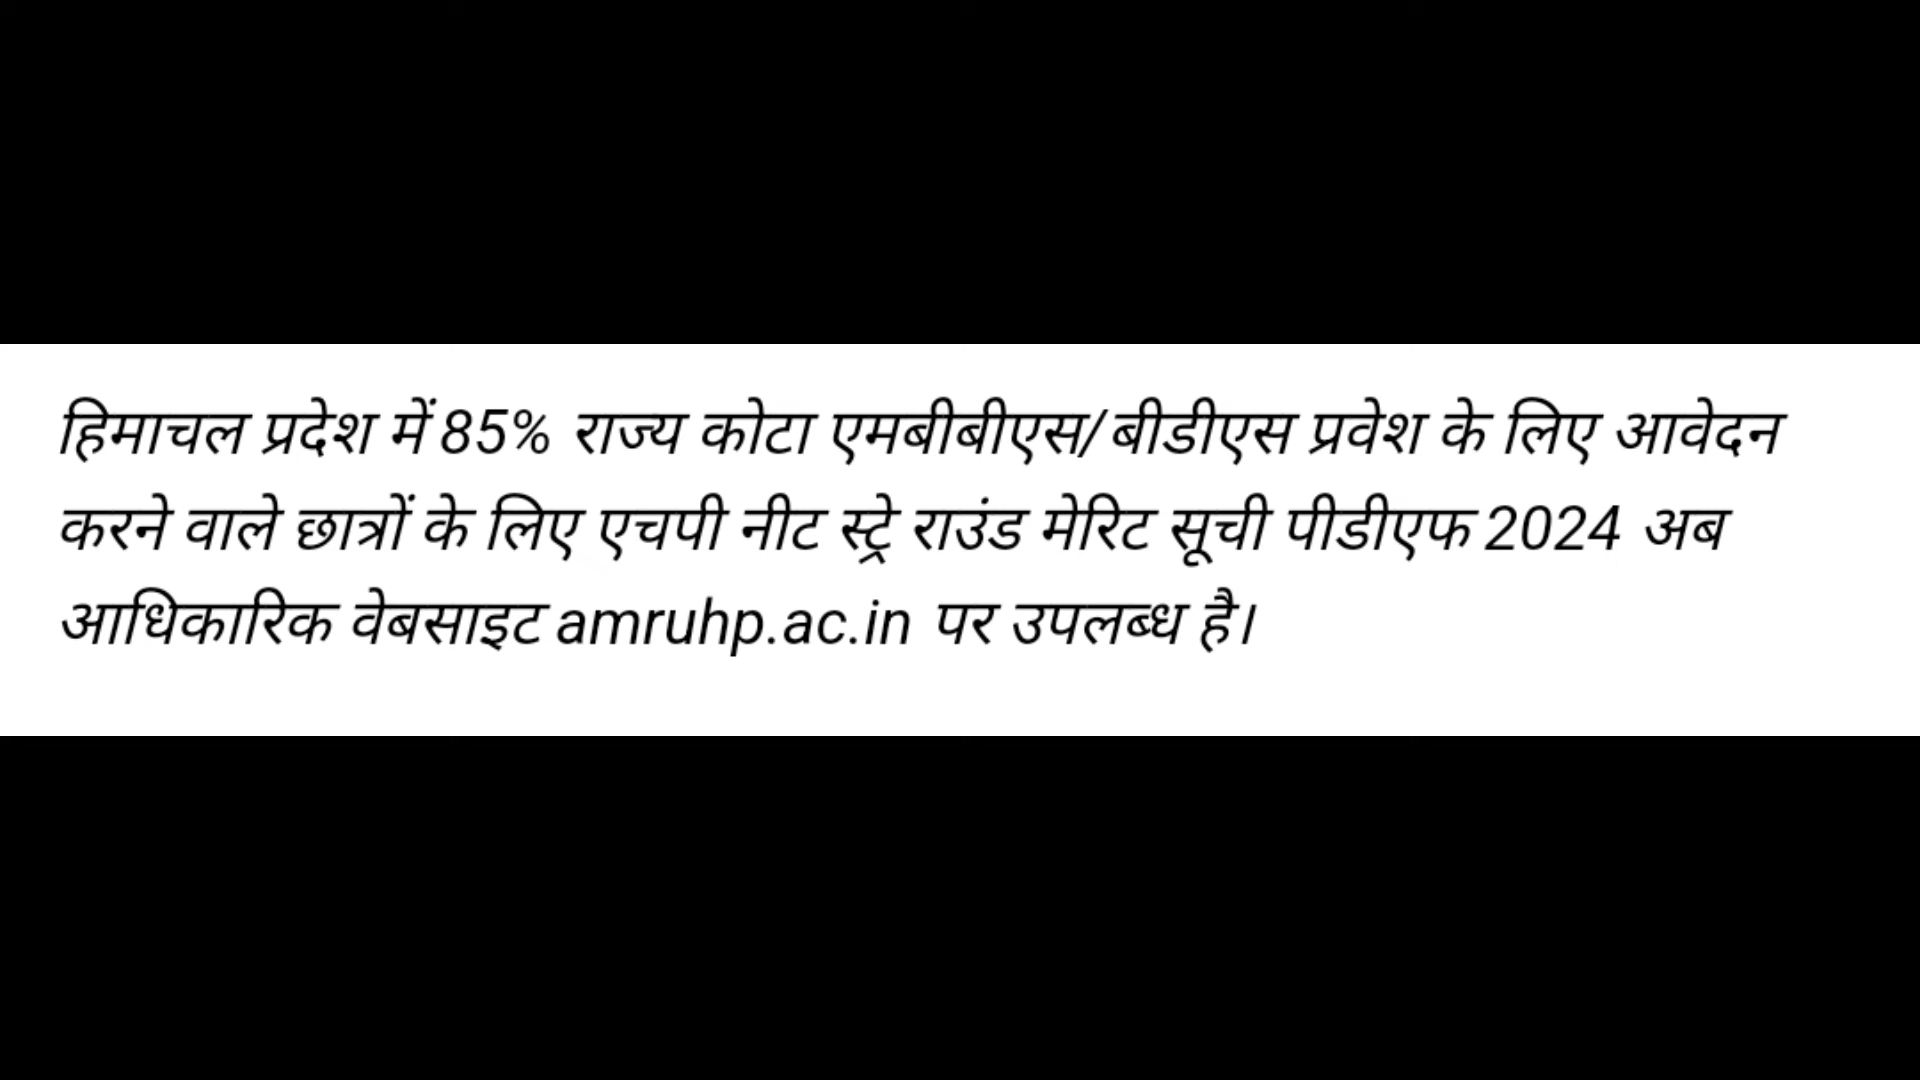 हिमाचल प्रदेश में 85% राज्य कोटा एमबीबीएस/बीडीएस प्रवेश के लिए आवेदन
करने वाले छात्रों के लिए एचपी नीट स्ट्रे राउंड मेरिट सूची पीडीएफ 2024 अब
आधिकारिक वेबसाइट amruhp.ac.in पर उपलब्ध है।